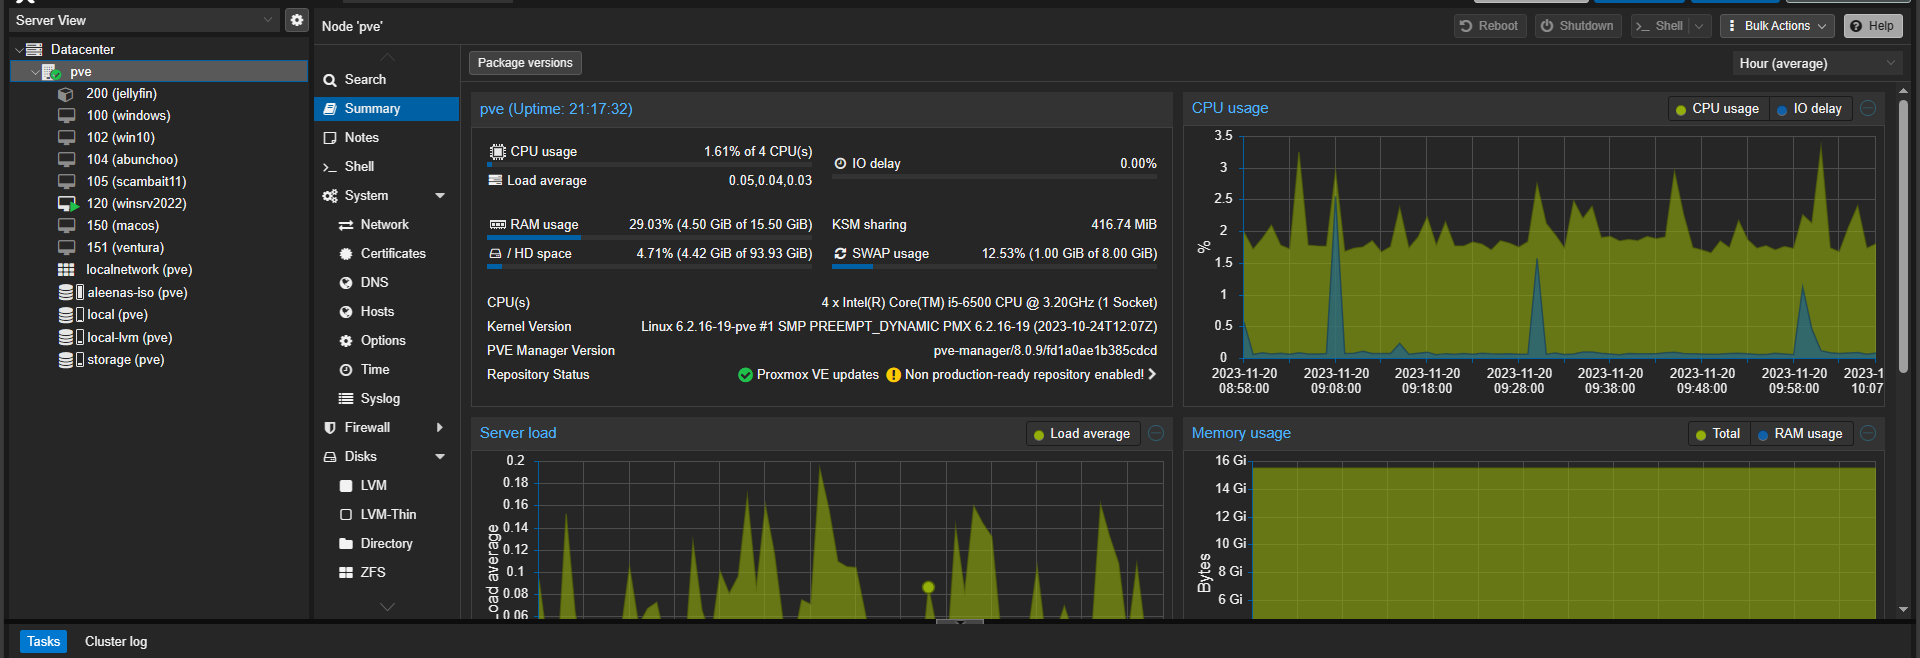 Server View
Node 'pve'
Reboot
Shutdown
Shell
Bulk Actions
Help
Datacenter
pve
200 (jellyfin)
100 (windows)
102 (win10)
104 (abunchoo)
105 (scambait11)
120 (winsrv2022)
150 (macos)
151 (ventura)
localnetwork (pve)
aleenas-iso (pve)
local (pve)
local-lvm (pve)
storage (pve)
Search
Summary
Notes
Shell
System
Network
Certificates
DNS
Hosts
Options
Time
Syslog
Firewall
Disks
LVM
LVM-Thin
Directory
ZFS
Package versions
Hour (average)
pve (Uptime: 21:17:32)
CPU usage 1.61% of 4 CPU(s)
IO delay 0.00%
Load average 0.05,0.04,0.03
RAM usage 29.03% (4.50 GiB of 15.50 GiB)
KSM sharing 416.74 MiB
/ HD space 4.71% (4.42 GiB of 93.93 GiB)
SWAP usage 12.53% (1.00 GiB of 8.00 GiB)
CPU(s) 4 x Intel(R) Core(TM) i5-6500 CPU @ 3.20GHz (1 Socket)
Kernel Version Linux 6.2.16-19-pve #1 SMP PREEMPT_DYNAMIC PMX 6.2.16-19 (2023-10-24T12:07Z)
PVE Manager Version pve-manager/8.0.9/fd1a0ae1b385cdcd
Repository Status Proxmox VE updates Non production-ready repository enabled!
CPU usage
CPU usage IO delay
3.5
3
2.5
2
1.5
1
0.5
0
%
2023-11-20 2023-11-20 2023-11-20 2023-11-20 2023-11-20 2023-11-20 2023-11-20 2023-1
08:58:00 09:08:00 09:18:00 09:28:00 09:38:00 09:48:00 09:58:00 10:07
Server load
Load average
0.2
0.18
0.16
0.14
0.12
0.1
0.08
0.06
Load average
Memory usage
Total RAM usage
16 Gi
14 Gi
12 Gi
10 Gi
8 Gi
6 Gi
Bytes
Tasks
Cluster log